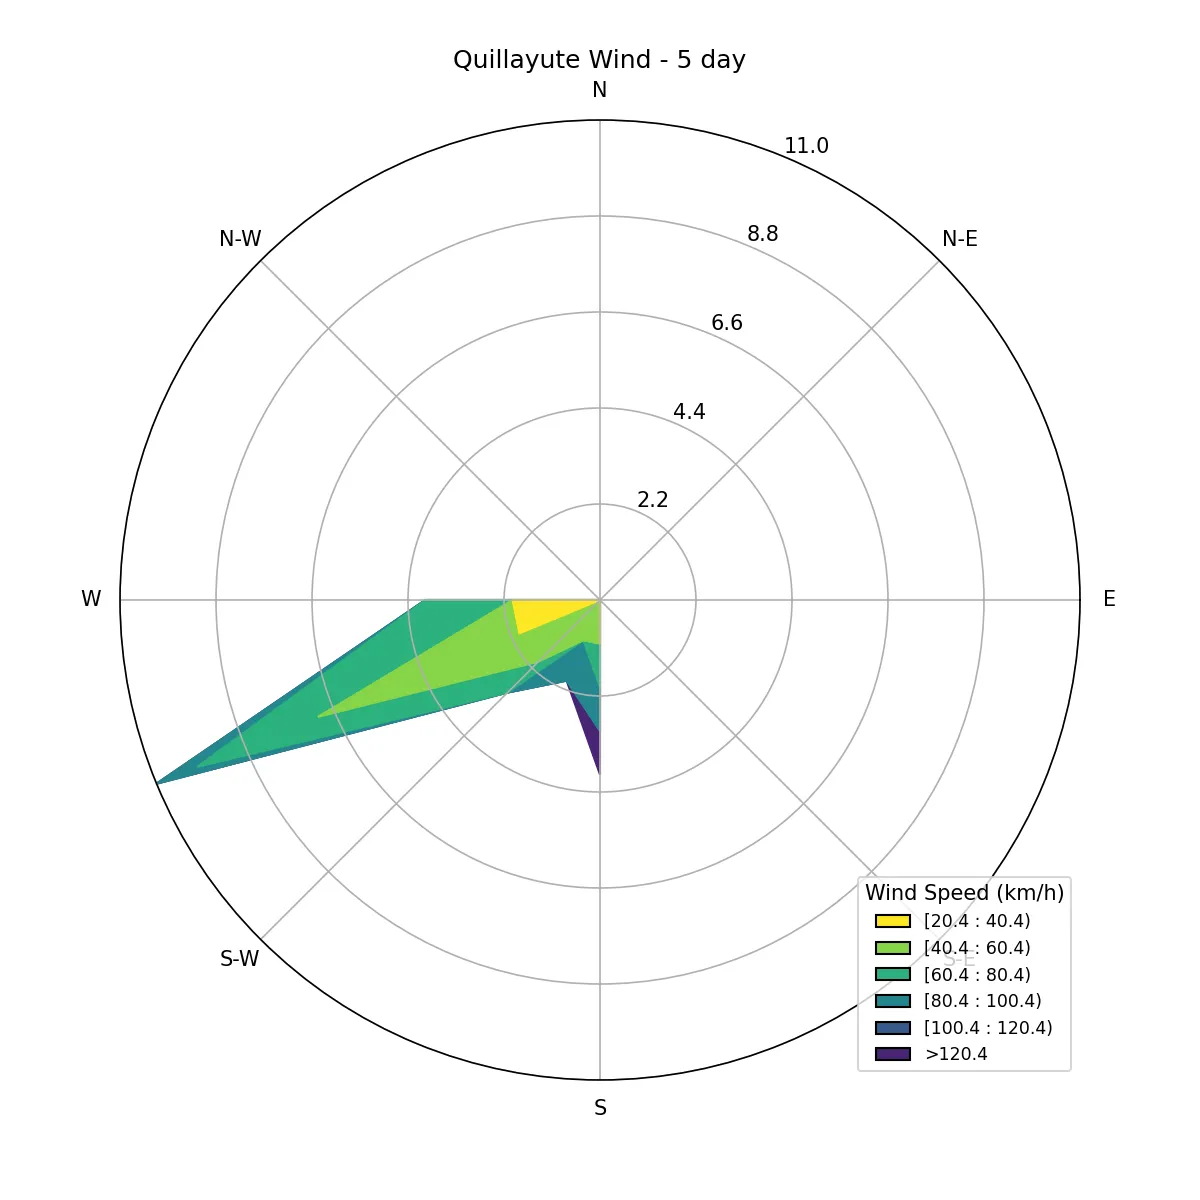 Quillayute Wind - 5 day
N
11.0
8.8
N-W
N-E
6.6
4.4
2.2
W
E
Wind Speed (km/h)
[20.4 : 40.4)
[40.4 : 60.4)
S-W
S-E
[60.4 : 80.4)
[80.4 : 100.4)
[100.4 : 120.4)
>120.4
S